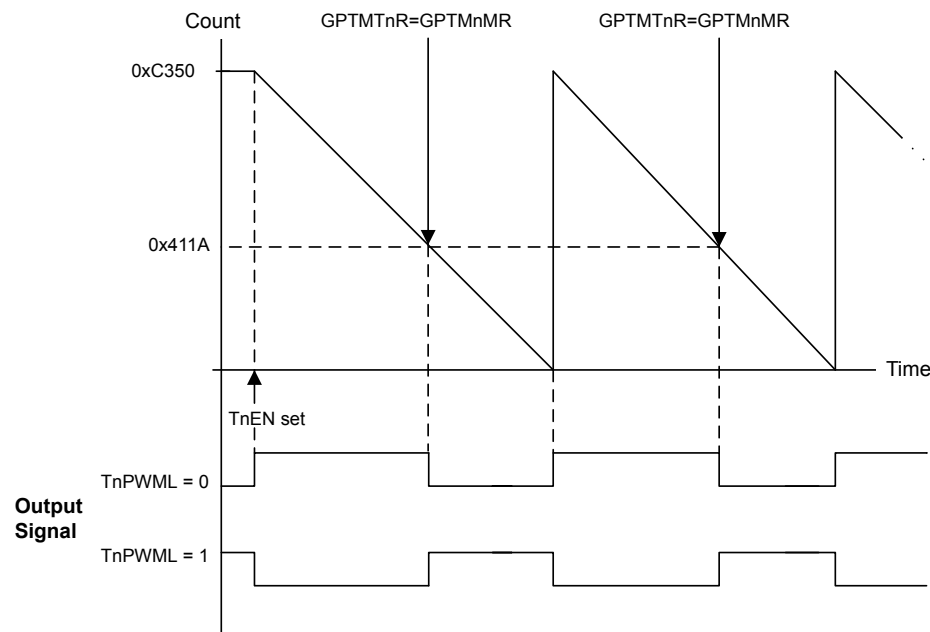 Count
GPTMTnR=GPTMnMR
GPTMTnR=GPTMnMR
0xC350
0x411A
Time
TnEN set
TnPWML = 0
Output
Signal
TnPWML = 1